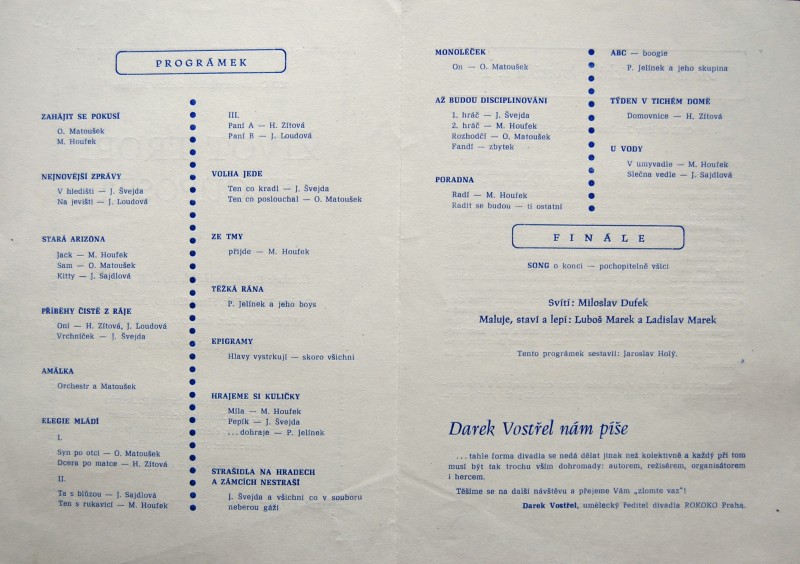 PROGRÁMEK
ZAHÁJIT SE POKUSÍ
O. Matoušek
M. Houfek
NEJNOVĚJŠÍ ZPRÁVY
V hledišti — J. Švejda
Na jevišti — J. Loudová
STARÁ ARIZONA
Jack — M. Houfek
Sam — O. Matoušek
Kitty — J. Sajdlová
PŘÍBĚHY ČISTĚ Z RÁJE
Oni — H. Zítová, J. Loudová
Vrchníček — J. Švejda
AMÁLKA
Orchestr a Matoušek
ELEGIE MLÁDÍ
I.
Syn po otci — O. Matoušek
Dcera po matce — H. Zítová
II.
Ta s blůzou — J. Sajdlová
Ten s rukavicí — M. Houfek
III.
Paní A — H. Zítová
Paní B — J. Loudová
VOLHA JEDE
Ten co kradl — J. Švejda
Ten co poslouchal — O. Matoušek
ZE TMY
přijde — M. Houfek
TĚŽKÁ RÁNA
P. Jelínek a jeho boys
EPIGRAMY
Hlavy vystrkují — skoro všichni
HRAJEME SI KULIČKY
Míla — M. Houfek
Pepík — J. Švejda
...dohraje — P. Jelínek
STRAŠIDLA NA HRADECH
A ZÁMCÍCH NESTRAŠÍ
J. Švejda a všichni co v souboru
neberou gáži
MONOLÉČEK
On — O. Matoušek
AŽ BUDOU DISCIPLINOVÁNI
1. hráč — J. Švejda
2. hráč — M. Houfek
Rozhodčí — O. Matoušek
Fandí — zbytek
PORADNA
Radí — M. Houfek
Radit se budou — ti ostatní
ABC — boogie
P. Jelínek a jeho skupina
TÝDEN V TICHÉM DOMĚ
Domovnice — H. Zítová
U VODY
V umyvadle — M. Houfek
Slečna vedle — J. Sajdlová
FINÁLE
SONG o konci — pochopitelně všici
Svítí: Miloslav Dufek
Maluje, staví a lepí: Luboš Marek a Ladislav Marek
Tento prográmek sestavil: Jaroslav Holý.
Darek Vostřel nám píše
...tahle forma divadla se nedá dělat jinak než kolektivně a každý při tom
musí být tak trochu vším dohromady: autorem, režisérem, organisátorem
i hercem.
Těšíme se na další návštěvu a přejeme Vám „zlomte vaz"!
Darek Vostřel, umělecký ředitel divadla ROKOKO Praha.